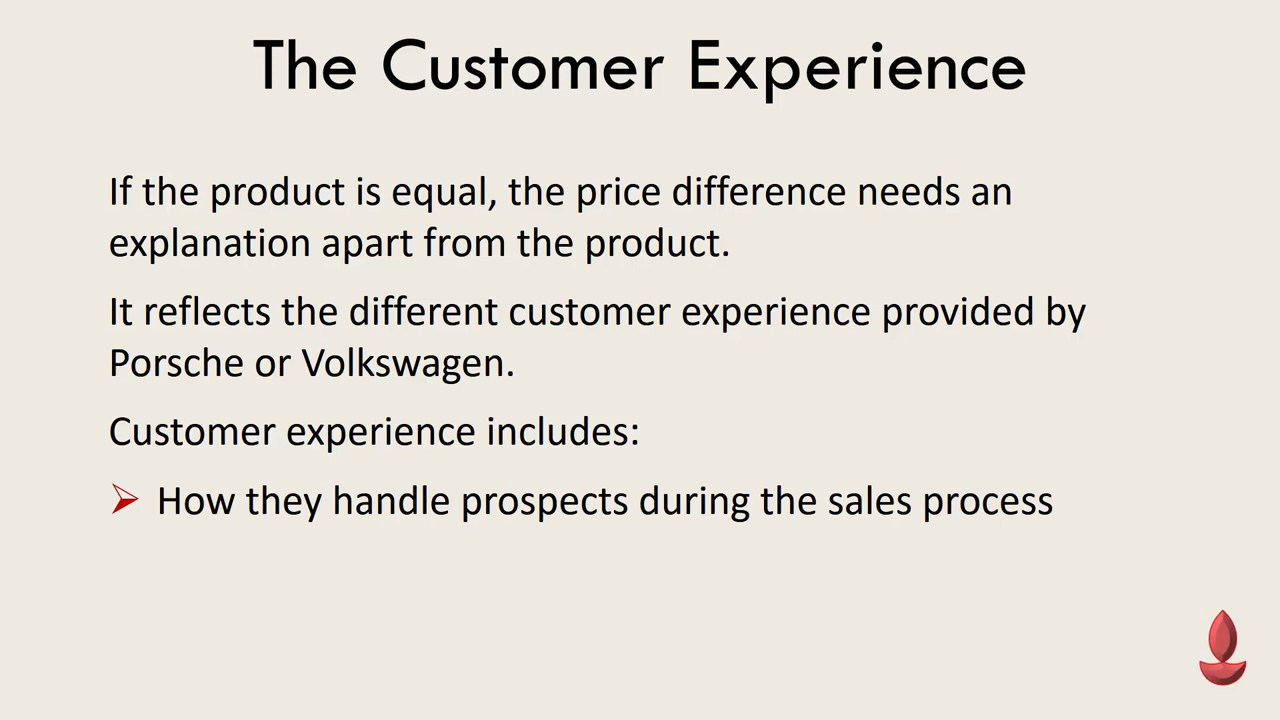 The Customer Experience
If the product is equal, the price difference needs an
explanation apart from the product.
It reflects the different customer experience provided by
Porsche or Volkswagen.
Customer experience includes:
How they handle prospects during the sales process